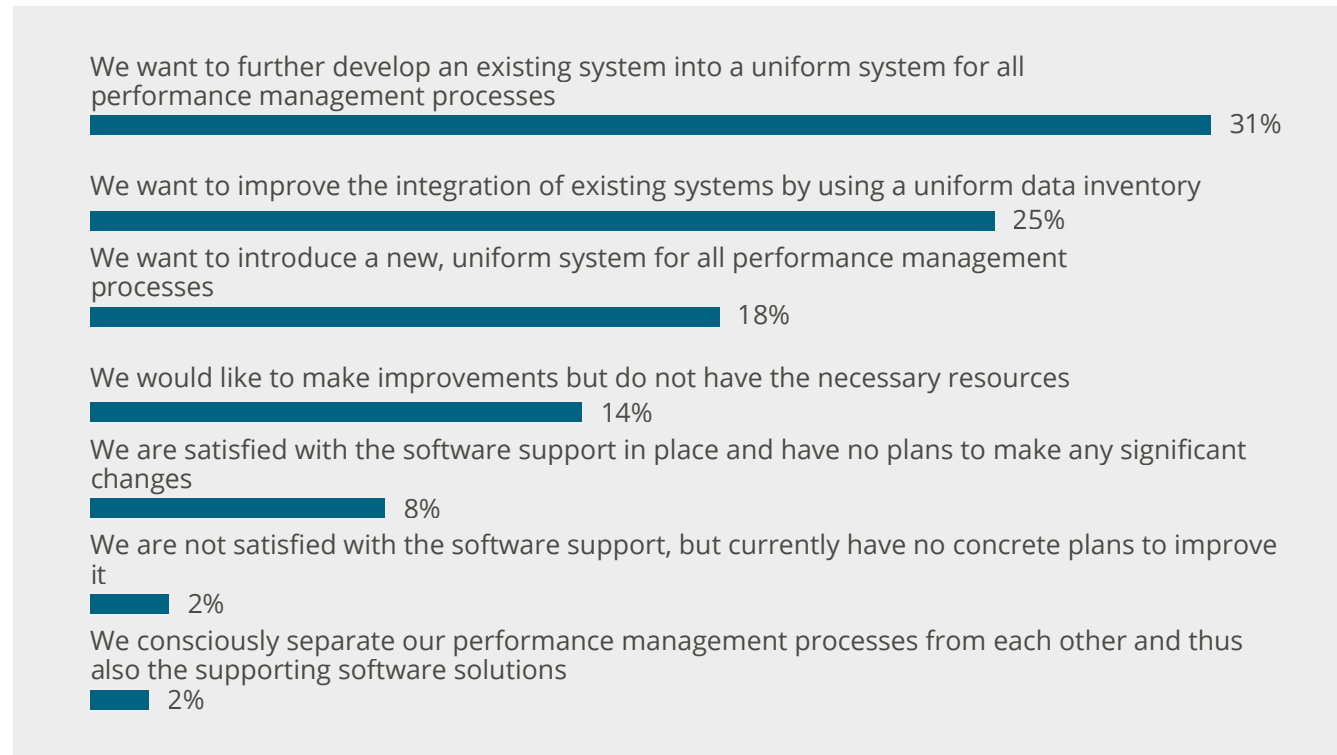 We want to further develop an existing system into a uniform system for all
performance management processes
31%
We want to improve the integration of existing systems by using a uniform data inventory
25%
We want to introduce a new, uniform system for all performance management
processes
18%
We would like to make improvements but do not have the necessary resources
14%
We are satisfied with the software support in place and have no plans to make any significant
changes
8%
We are not satisfied with the software support, but currently have no concrete plans to improve
it
2%
We consciously separate our performance management processes from each other and thus
also the supporting software solutions
2%